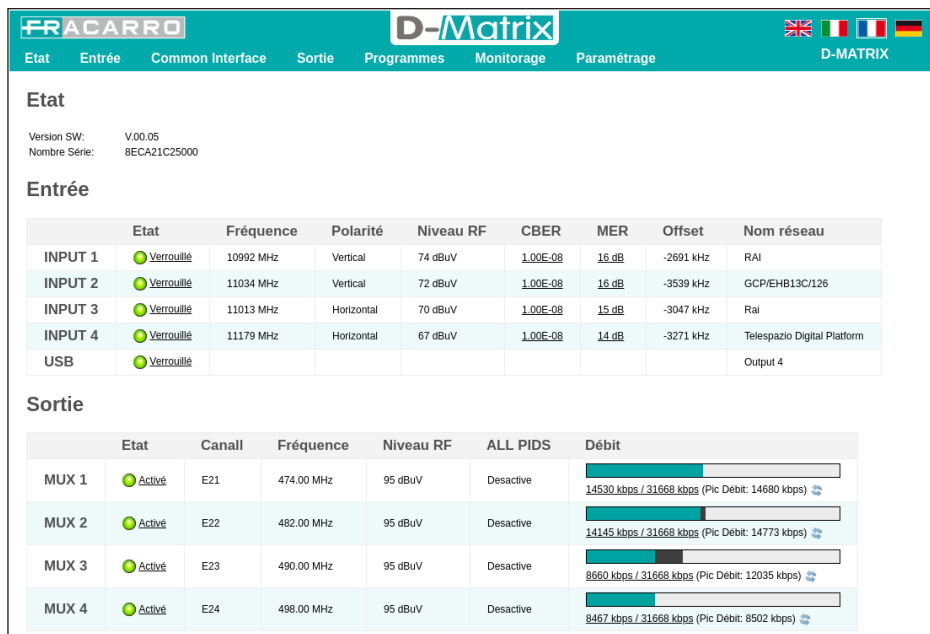 FRACARRO D-Matrix
Etat Entrée Common Interface Sortie Programmes Monitorage Paramétrage D-MATRIX
Etat
Version SW: V.00.05
Nombre Série: 8ECA21C25000
Entrée
Etat Fréquence Polarité Niveau RF CBER MER Offset Nom réseau
INPUT 1 Verrouillé 10992 MHz Vertical 74 dBuV 1.00E-08 16 dB -2691 kHz RAI
INPUT 2 Verrouillé 11034 MHz Vertical 72 dBuV 1.00E-08 16 dB -3539 kHz GCP/EHB13C/126
INPUT 3 Verrouillé 11013 MHz Horizontal 70 dBuV 1.00E-08 15 dB -3047 kHz Rai
INPUT 4 Verrouillé 11179 MHz Horizontal 67 dBuV 1.00E-08 14 dB -3271 kHz Telespazio Digital Platform
USB Verrouillé Output 4
Sortie
Etat Canall Fréquence Niveau RF ALL PIDS Débit
MUX 1 Activé E21 474.00 MHz 95 dBuV Desactive
14530 kbps / 31668 kbps (Pic Débit: 14680 kbps)
MUX 2 Activé E22 482.00 MHz 95 dBuV Desactive
14145 kbps / 31668 kbps (Pic Débit: 14773 kbps)
MUX 3 Activé E23 490.00 MHz 95 dBuV Desactive
8660 kbps / 31668 kbps (Pic Débit: 12035 kbps)
MUX 4 Activé E24 498.00 MHz 95 dBuV Desactive
8467 kbps / 31668 kbps (Pic Débit: 8502 kbps)